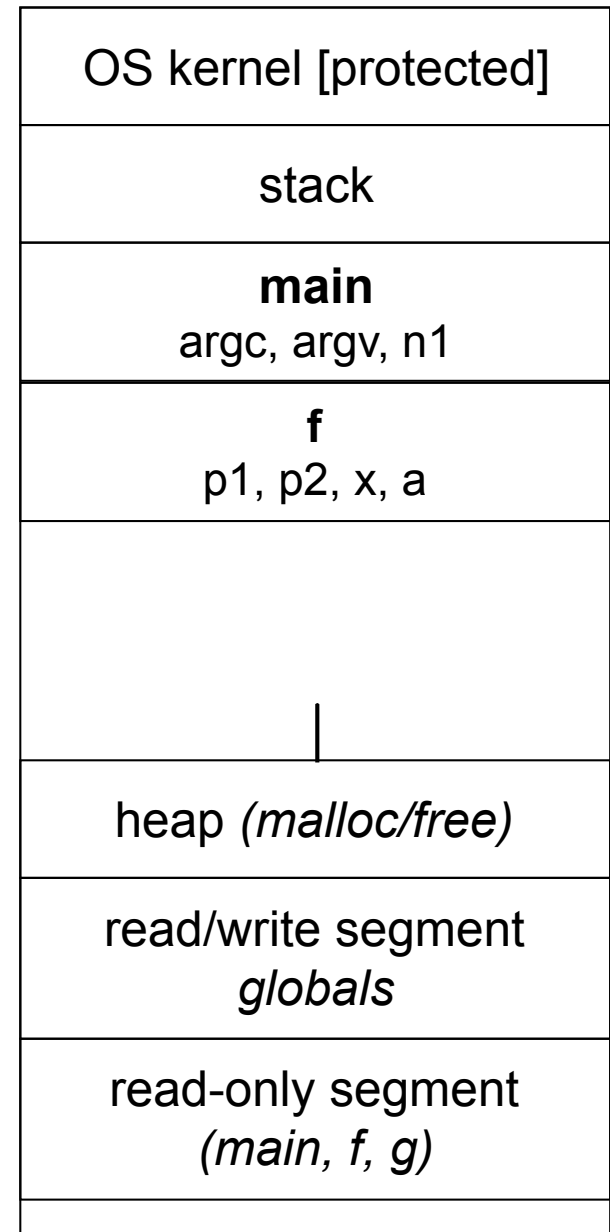 OS kernel [protected]
stack
main
argc, argv, n1
f
p1, p2, x, a
heap (malloc/free)
read/write segment
globals
read-only segment
(main, f, g)